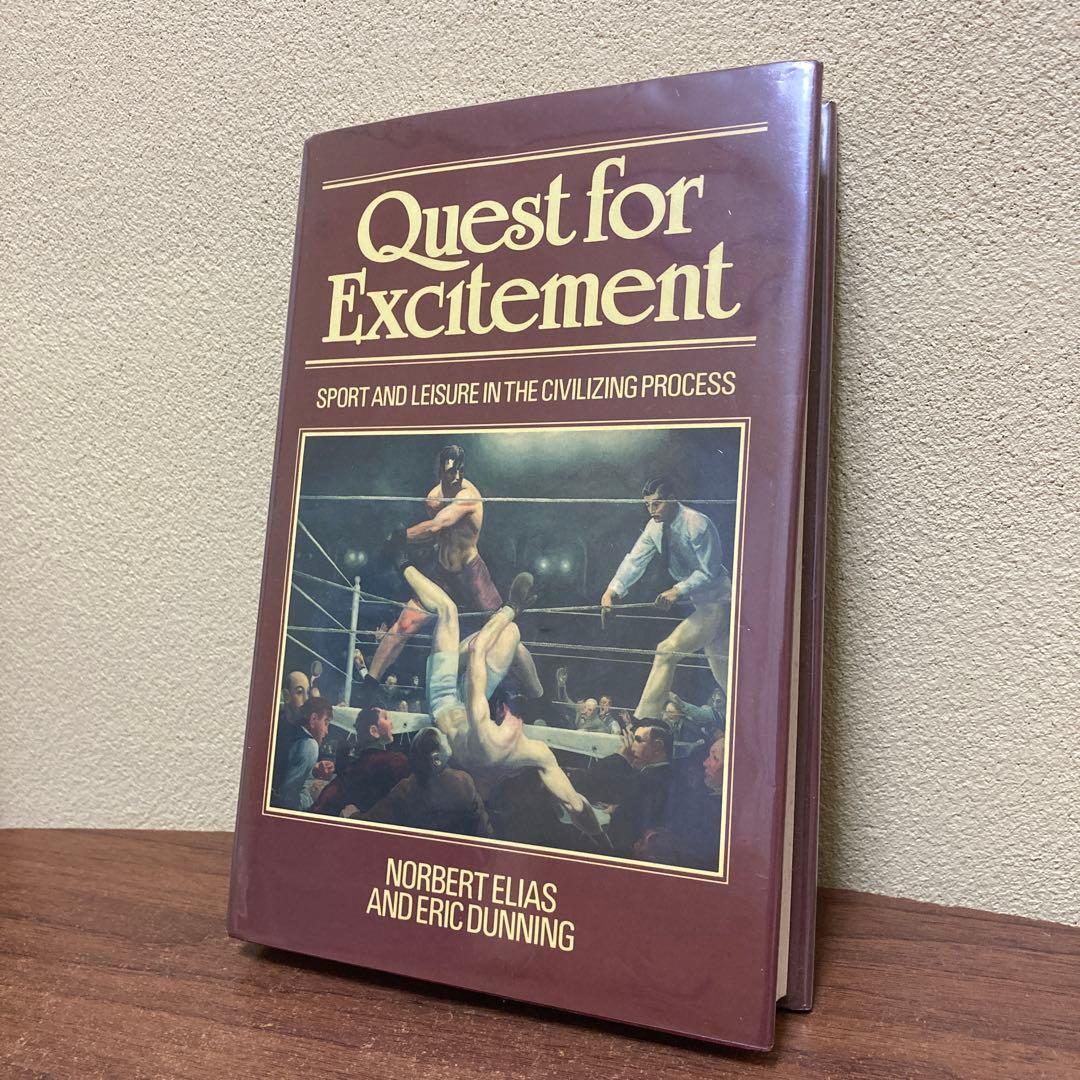 Quest for
Excitement
SPORT AND LEISURE IN THE CIVILIZING PROCESS
NORBERT ELIAS
AND ERIC DUNNING